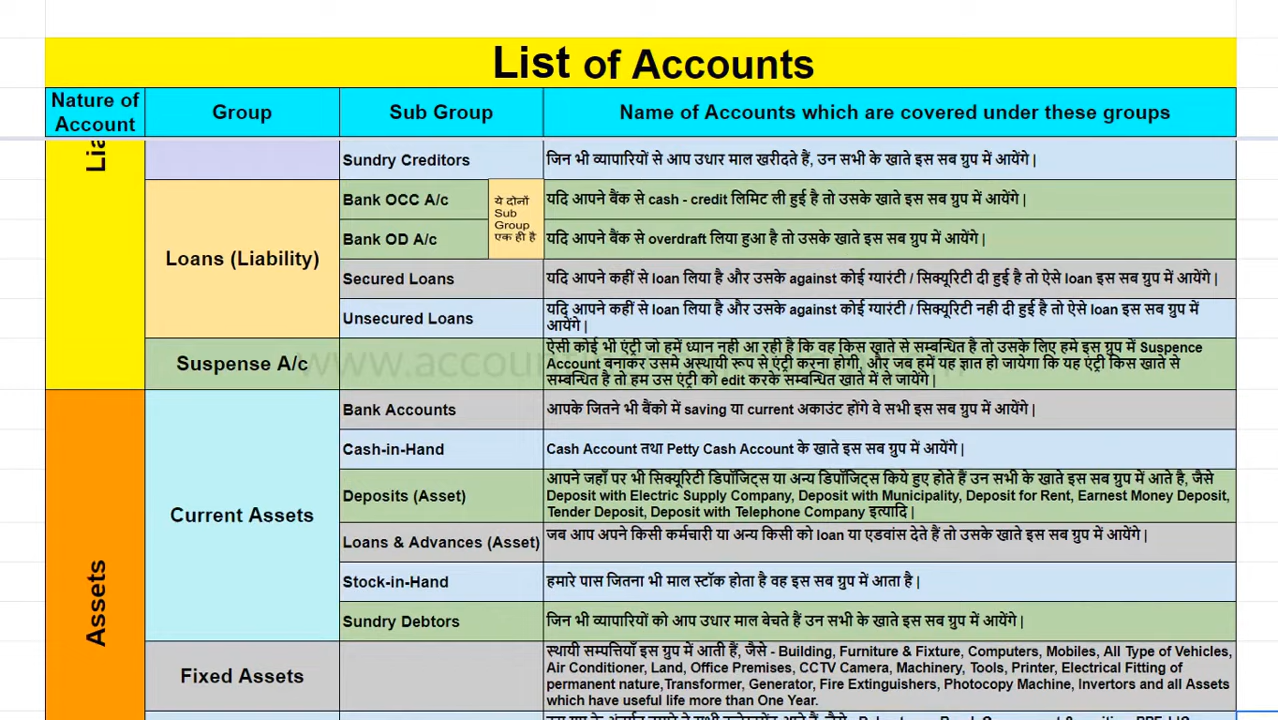 List of Accounts
Nature of
Account
Group
Sub Group
Name of Accounts which are covered under these groups
Lia
Sundry Creditors
जिन भी व्यापारियों से आप उधार माल खरीदते हैं, उन सभी के खाते इस सब ग्रुप में आयेंगे |
Loans (Liability)
Bank OCC A/c
ये दोनों
Sub
Group
एक ही है
यदि आपने बैंक से cash - credit लिमिट ली हुई है तो उसके खाते इस सब ग्रुप में आयेंगे |
Bank OD A/c
यदि आपने बैंक से overdraft लिया हुआ है तो उसके खाते इस सब ग्रुप में आयेंगे |
Secured Loans
यदि आपने कहीं से loan लिया है और उसके against कोई ग्यारंटी / सिक्यूरिटी दी हुई है तो ऐसे loan इस सब ग्रुप में आयेंगे |
Unsecured Loans
यदि आपने कहीं से loan लिया है और उसके against कोई ग्यारंटी / सिक्यूरिटी नही दी हुई है तो ऐसे loan इस सब ग्रुप में
आयेंगे |
Suspense A/c
ऐसी कोई भी एंट्री जो हमें ध्यान नही आ रही है कि वह किस खाते से सम्बन्धित है तो उसके लिए हमे इस ग्रुप में Suspence
Account बनाकर उसमे अस्थायी रूप से एंट्री करना होगी, और जब हमें यह ज्ञात हो जायेगा कि यह एंट्री किस खाते से
सम्बन्धित है तो हम उस एंट्री को edit करके सम्बन्धित खाते में ले जायेंगे |
Assets
Current Assets
Bank Accounts
आपके जितने भी बैंको में saving या current अकाउंट होंगे वे सभी इस सब ग्रुप में आयेंगे |
Cash-in-Hand
Cash Account तथा Petty Cash Account के खाते इस सब ग्रुप में आयेंगे |
Deposits (Asset)
आपने जहाँ पर भी सिक्यूरिटी डिपॉजिट्स या अन्य डिपॉजिट्स किये हुए होते हैं उन सभी के खाते इस सब ग्रुप में आते है, जैसे
Deposit with Electric Supply Company, Deposit with Municipality, Deposit for Rent, Earnest Money Deposit,
Tender Deposit, Deposit with Telephone Company इत्यादि |
Loans & Advances (Asset)
जब आप अपने किसी कर्मचारी या अन्य किसी को loan या एडवांस देते हैं तो उसके खाते इस सब ग्रुप में आयेंगे |
Stock-in-Hand
हमारे पास जितना भी माल स्टॉक होता है वह इस सब ग्रुप में आता है |
Sundry Debtors
जिन भी व्यापारियों को आप उधार माल बेचते हैं उन सभी के खाते इस सब ग्रुप में आयेंगे |
Fixed Assets
स्थायी सम्पत्तियाँ इस ग्रुप में आती हैं, जैसे - Building, Furniture & Fixture, Computers, Mobiles, All Type of Vehicles,
Air Conditioner, Land, Office Premises, CCTV Camera, Machinery, Tools, Printer, Electrical Fitting of
permanent nature,Transformer, Generator, Fire Extinguishers, Photocopy Machine, Invertors and all Assets
which have useful life more than One Year.